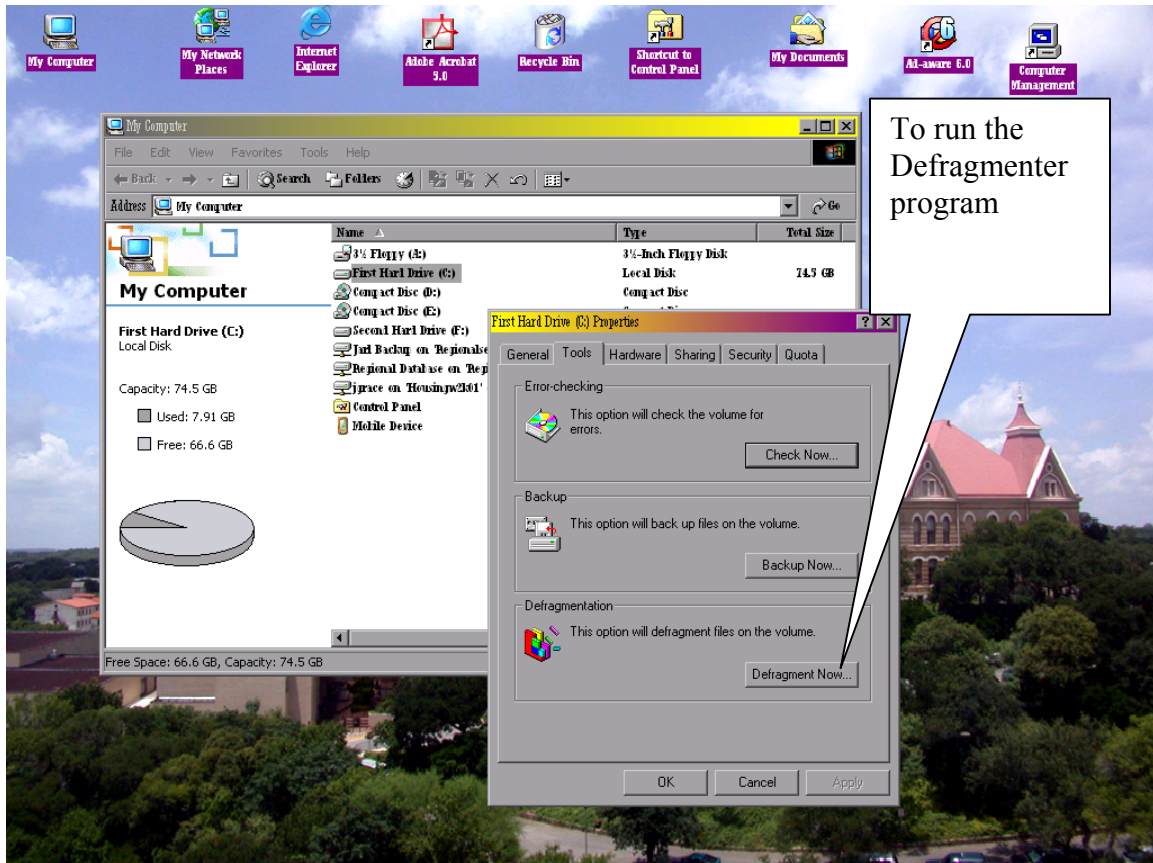 My Computer
My Network
Places
Internet
Explorer
Adobe Acrobat
5.0
Recycle Bin
Shortcut to
Control Panel
My Documents
Ad-aware 6.0
Computer
Management
To run the
Defragmenter
program
My Computer
File Edit View Favorites Tools Help
Back Search Folders
Address My Computer Go
Name Type Total Size
3½ Floppy (A:) 3½-Inch Floppy Disk
First Hard Drive (C:) Local Disk 74.5 GB
Compact Disc (D:) Compact Disc
Compact Disc (E:)
Second Hard Drive (F:)
Jarl Backup on
Regional Database on
on
Control Panel
Mobile Device
My Computer
First Hard Drive (C:)
Local Disk
Capacity: 74.5 GB
Used: 7.91 GB
Free: 66.6 GB
Free Space: 66.6 GB, Capacity: 74.5 GB
First Hard Drive (C:) Properties
General Tools Hardware Sharing Security Quota
Error-checking
This option will check the volume for
errors.
Check Now...
Backup
This option will back up files on the volume.
Backup Now...
Defragmentation
This option will defragment files on the volume.
Defragment Now...
OK Cancel Apply